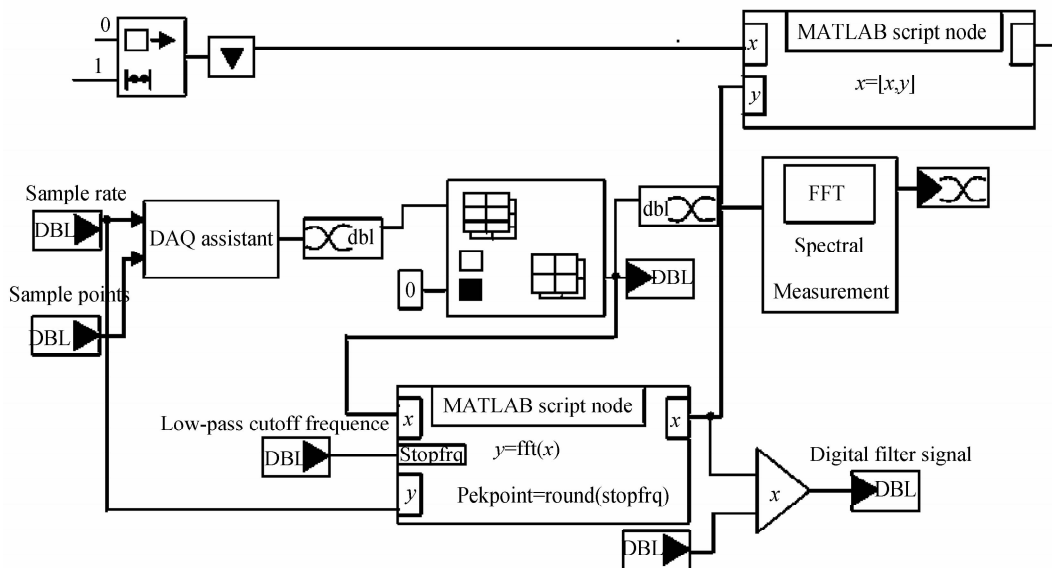 0
1
x
MATLAB script node
y
x=[x,y]
Sample rate
DBL
DAQ assistant
dbl
Sample points
DBL
0
DBL
dbl
FFT
Spectral
Measurement
Low-pass cutoff frequence
DBL
x
MATLAB script node
x
Stopfrq
y=fft(x)
y
Pekpoint=round(stopfrq)
Digital filter signal
x
DBL
DBL